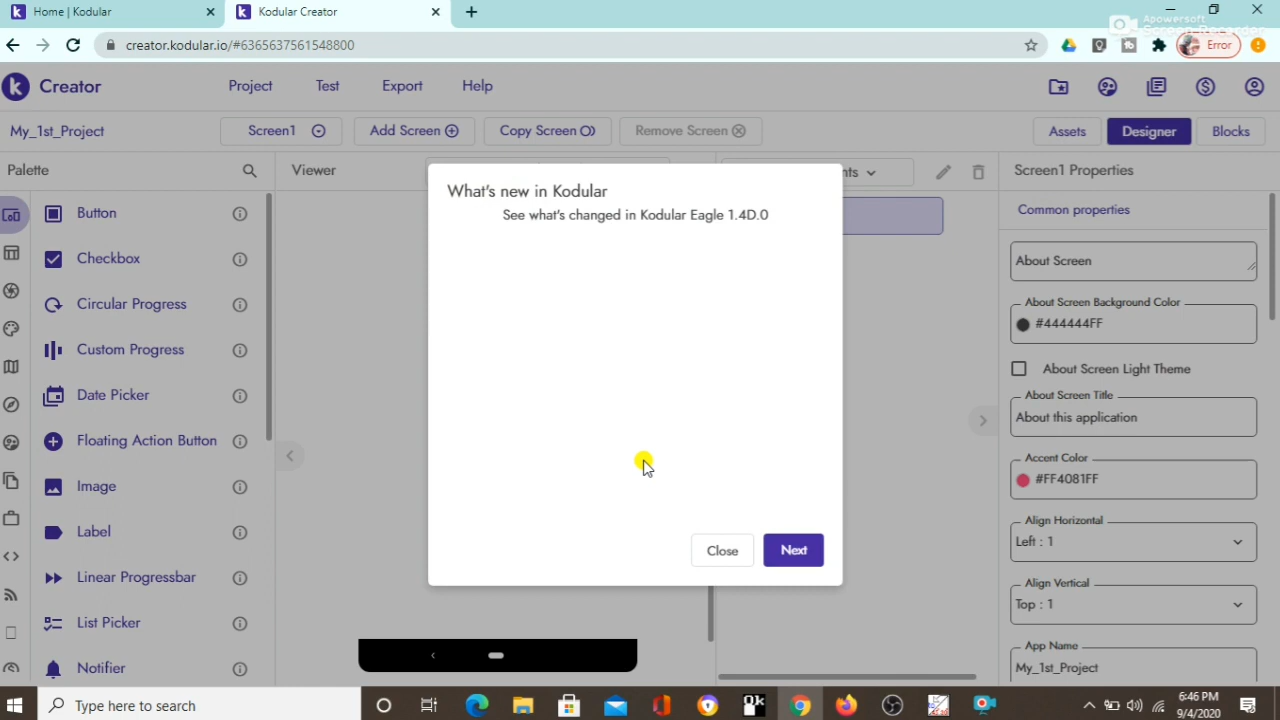 Home | Kodular
Kodular Creator
Apowersoft
Screen Recorder
creator.kodular.io/#6365637561548800
Error
Creator
Project
Test
Export
Help
My_1st_Project
Screen1
Add Screen
Copy Screen
Remove Screen
Assets
Designer
Blocks
Palette
Viewer
nts
Screen1 Properties
Button
Checkbox
Circular Progress
Custom Progress
Date Picker
Floating Action Button
Image
Label
Linear Progressbar
List Picker
Notifier
What's new in Kodular
See what's changed in Kodular Eagle 1.4D.0
Close
Next
Common properties
About Screen
About Screen Background Color
#444444FF
About Screen Light Theme
About Screen Title
About this application
Accent Color
#FF4081FF
Align Horizontal
Left : 1
Align Vertical
Top : 1
App Name
My_1st_Project
Type here to search
6:46 PM
9/4/2020